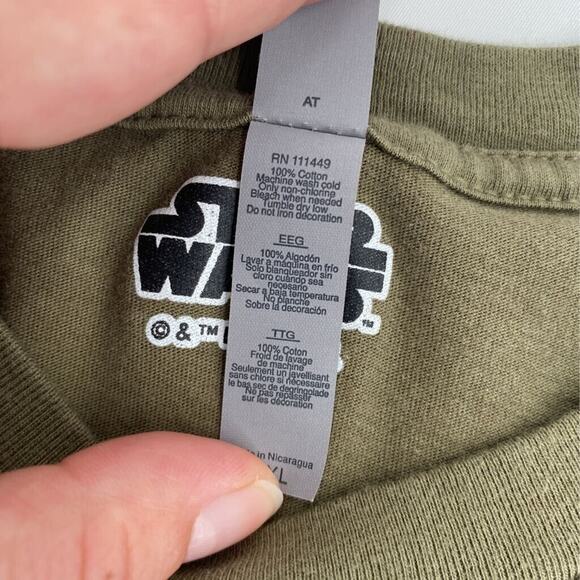 AT
RN 111449
100% Cotton
Machine wash cold
Only non-chlorine
Bleach when needed
Tumble dry low
Do not iron decoration
EEG
100% Algodón
Lavar a máquina en frío
Solo blanqueador sin
cloro cuando sea
necesario
Secar a baja temperatura
No planche
Sobre la decoración
TTG
100% Coton
Froid de lavage
de machine
Seulement un javellisant
sans chlore si nécessaire
le bas sec de degringolade
Ne pas repasser
sur les décoration
in Nicaragua
XL
STAR
WARS™
© & ™